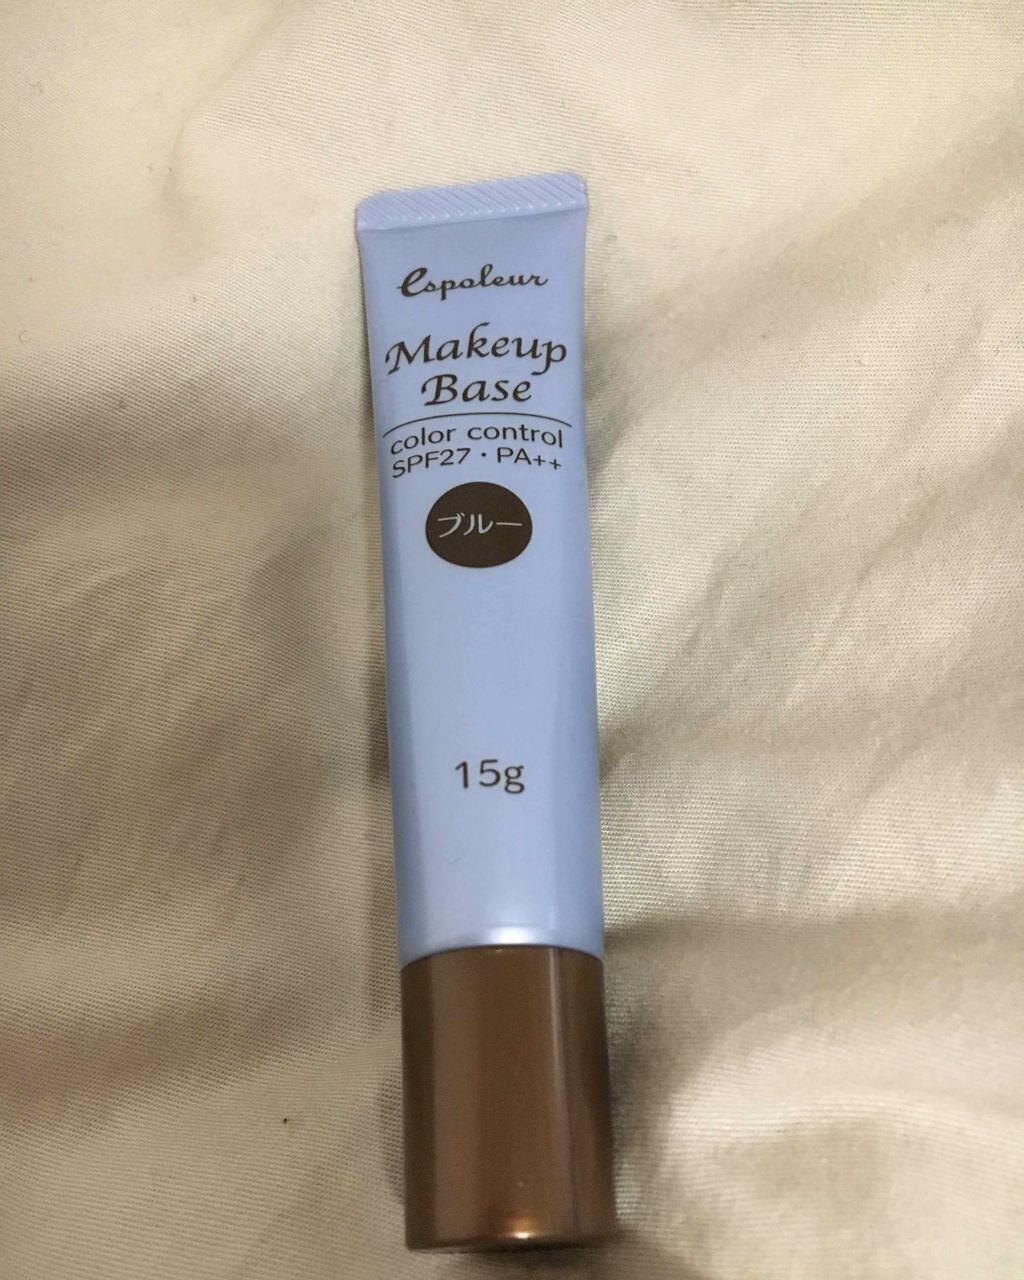 espoleur
Makeup
Base
color control
SPF27・PA++
ブルー
15g